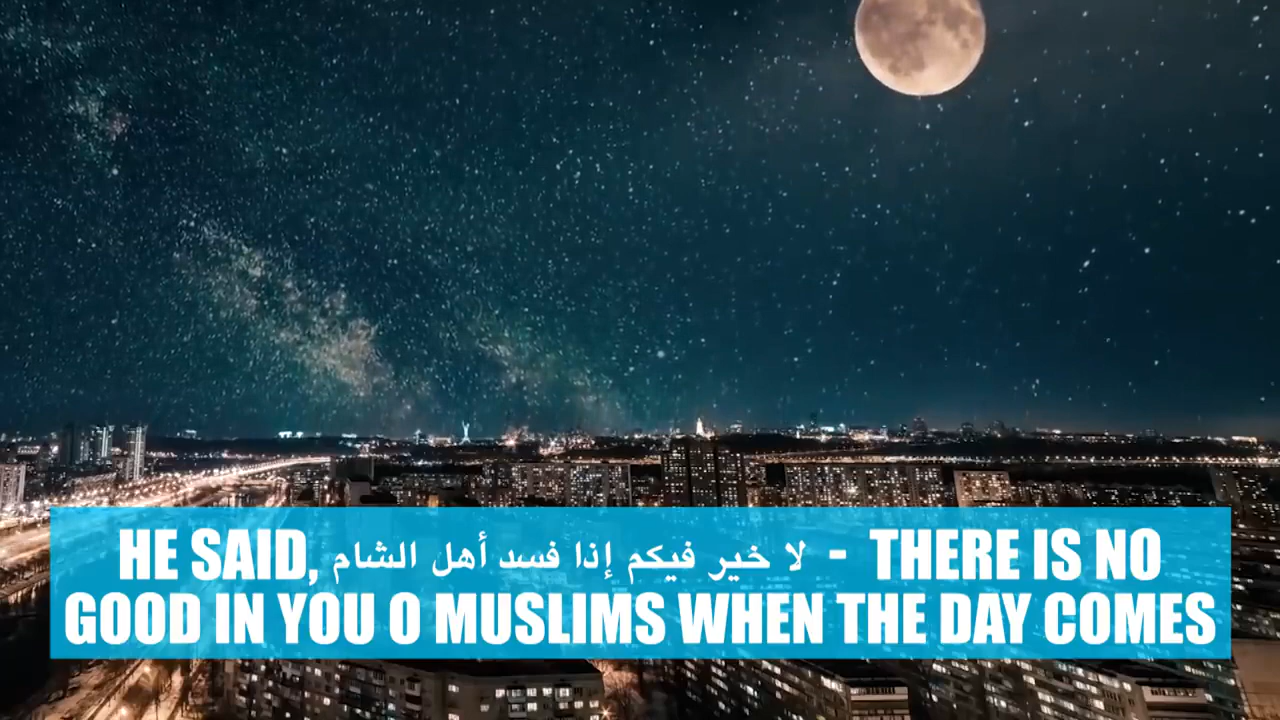 HE SAID, لا خير فيكم إذا فسد أهل الشام - THERE IS NO
GOOD IN YOU O MUSLIMS WHEN THE DAY COMES